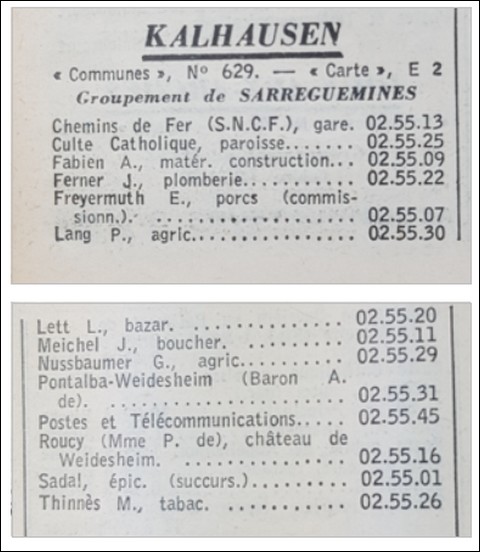 KALHAUSEN
« Communes », Nº 629. — « Carte », E 2
Groupement de SARREGUEMINES
Chemins de Fer (S.N.C.F.), gare. 02.55.13
Culte Catholique, paroisse....... 02.55.25
Fabien A., matér. construction... 02.55.09
Ferner J., plomberie........... 02.55.22
Freyermuth E., porcs (commis-
sionn.).. .................. 02.55.07
Lang P., agric................. 02.55.30
Lett L., bazar. ............... 02.55.20
Meichel J., boucher. ............ 02.55.11
Nussbaumer G., agric........... 02.55.29
Pontalba-Weidesheim (Baron A.
de). ........................ 02.55.31
Postes et Télécommunications..... 02.55.45
Roucy (Mme P. de), château de
Weidesheim. ................ 02.55.16
Sadal, épic. (succurs.).......... 02.55.01
Thinnès M., tabac. ............ 02.55.26